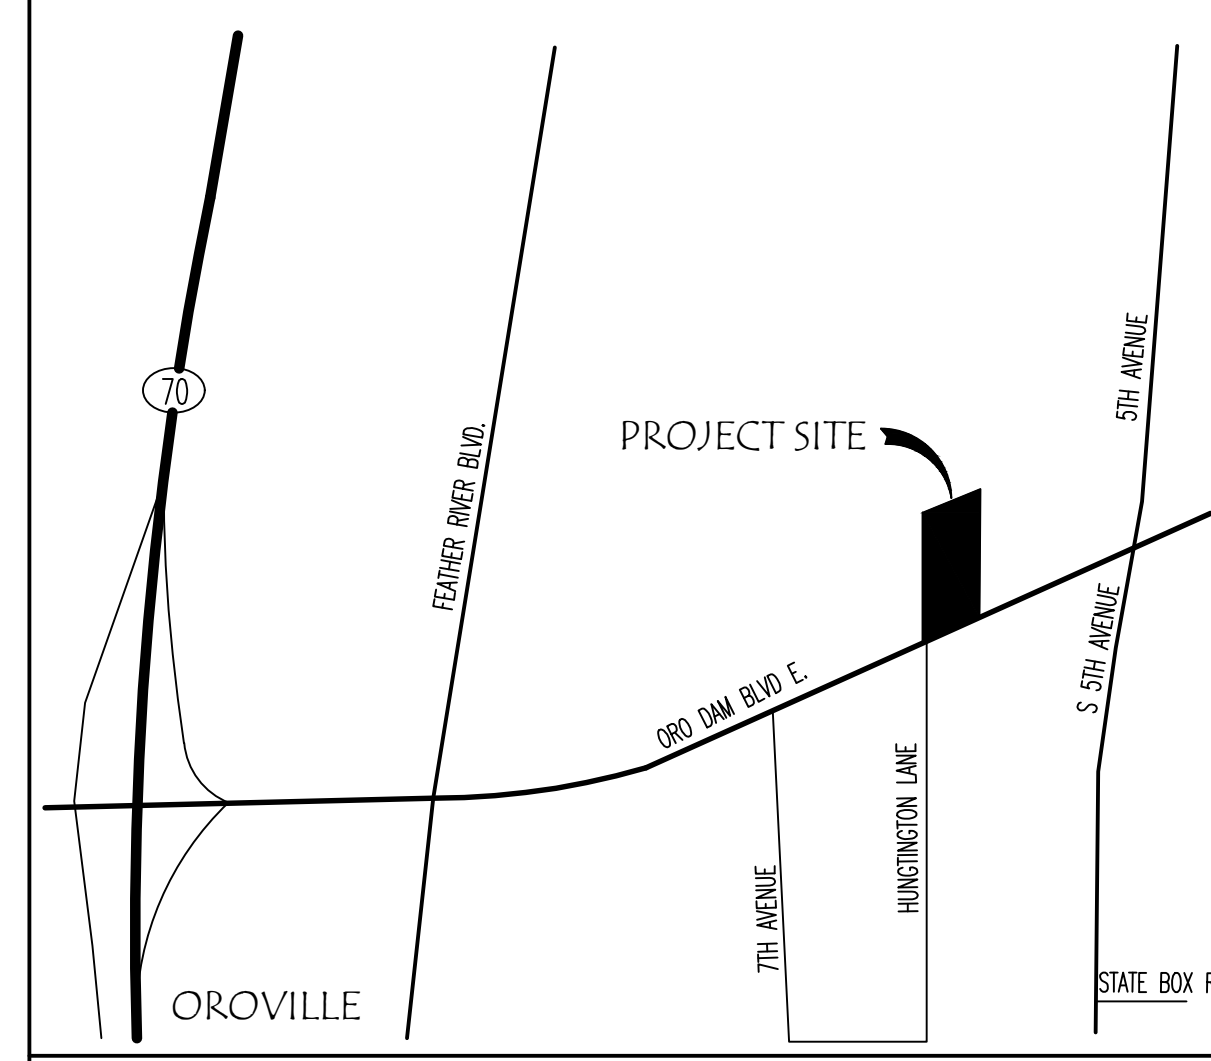 70
5TH AVENUE
PROJECT SITE
FEATHER RIVER BLVD.
S 5TH AVENUE
ORO DAM BLVD E.
HUNGTINGTON LANE
7TH AVENUE
STATE BOX
OROVILLE